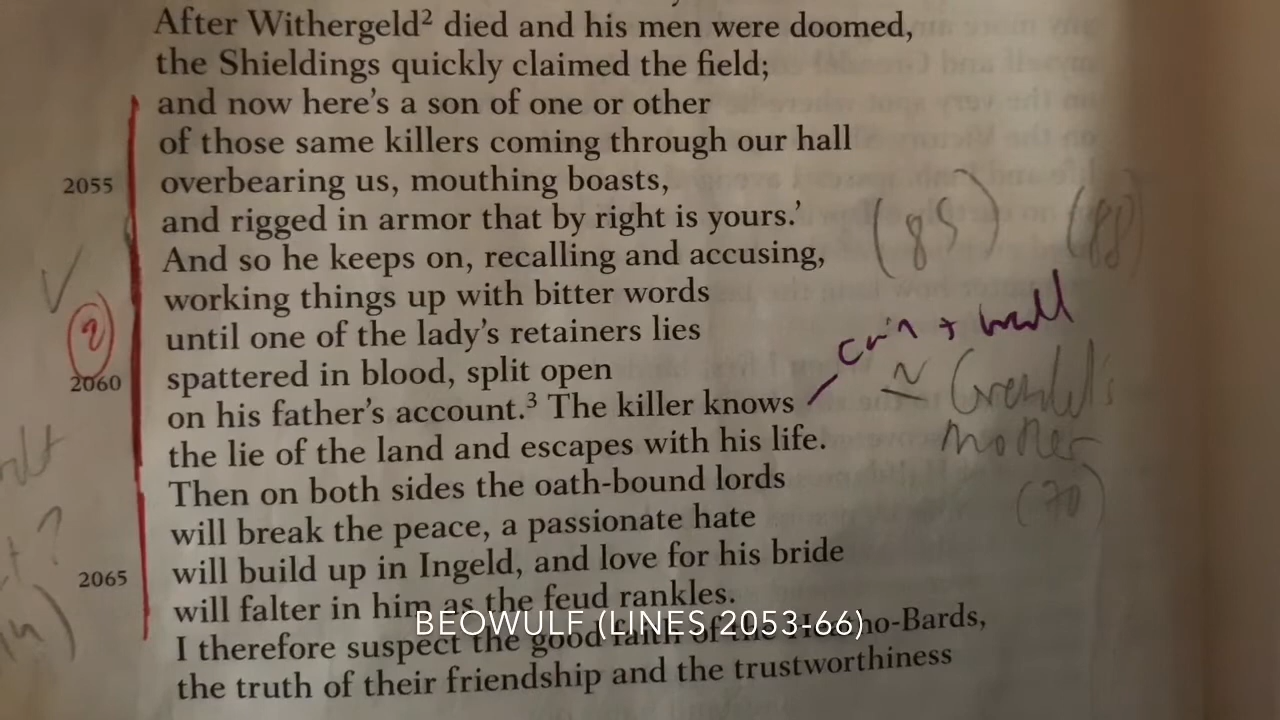 After Withergeld² died and his men were doomed,
the Shieldings quickly claimed the field;
and now here's a son of one or other
of those same killers coming through our hall
2055 overbearing us, mouthing boasts,
and rigged in armor that by right is yours.'
And so he keeps on, recalling and accusing,
working things up with bitter words
until one of the lady's retainers lies
2060 spattered in blood, split open
on his father's account.³ The killer knows
the lie of the land and escapes with his life.
Then on both sides the oath-bound lords
will break the peace, a passionate hate
2065 will build up in Ingeld, and love for his bride
will falter in him as the feud rankles.
I therefore suspect the good faith of the Heatho-Bards,
the truth of their friendship and the trustworthiness
(85)
≈ Grendel's
mother
(70)
BEOWULF (LINES 2053-66)